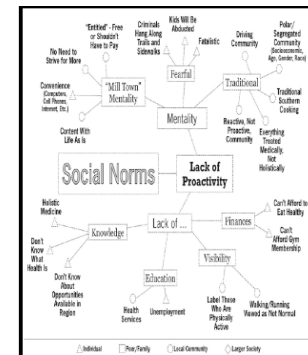 "Entitled" - Free
or Shouldn't
Have to Pay
Criminals
Hang Along
Trails and
Sidewalks
Kids Will Be
Abducted
Fatalistic
Driving
Community
Polar/
Segregated
Community
(Socioeconomic,
Age, Gender, Race)
No Need to
Strive for More
Convenience
(Computers,
Cell Phones,
Internet, Etc.)
"Mill Town"
Mentality
Fearful
Traditional
Traditional
Southern
Cooking
Content With
Life As Is
Mentality
Reactive, Not
Proactive,
Community
Everything
Treated
Medically,
Not
Holistically
Social Norms
Lack of
Proactivity
Holistic
Medicine
Knowledge
Lack of ...
Finances
Can't Afford to
Eat Healthy
Can't
Afford Gym
Membership
Don't
Know
What
Health Is
Don't
Know
About
Opportunities
Available in
Region
Education
Visibility
Health
Services
Unemployment
Label Those
Who Are
Physically
Active
Walking/Running
Viewed as Not Normal
Individual
Peer/Family
Local Community
Larger Society